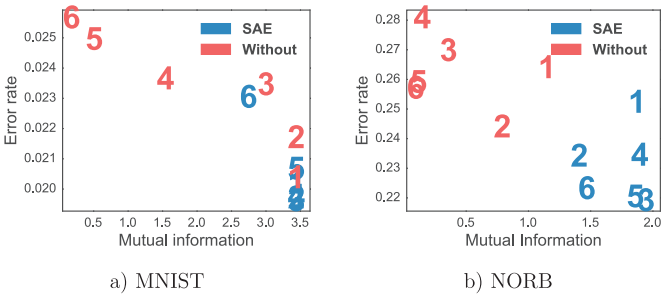 SAE
Without
Error rate
0.025
0.024
0.023
0.022
0.021
0.020
6
5
4
3
6
2
5
1
0.5 1.0 1.5 2.0 2.5 3.0 3.5
Mutual information
a) MNIST
SAE
Without
Error rate
0.28
0.27
0.26
0.25
0.24
0.23
0.22
4
3
1
5
6
1
2
2
4
6
5
3
0.5 1.0 1.5 2.0
Mutual Information
b) NORB